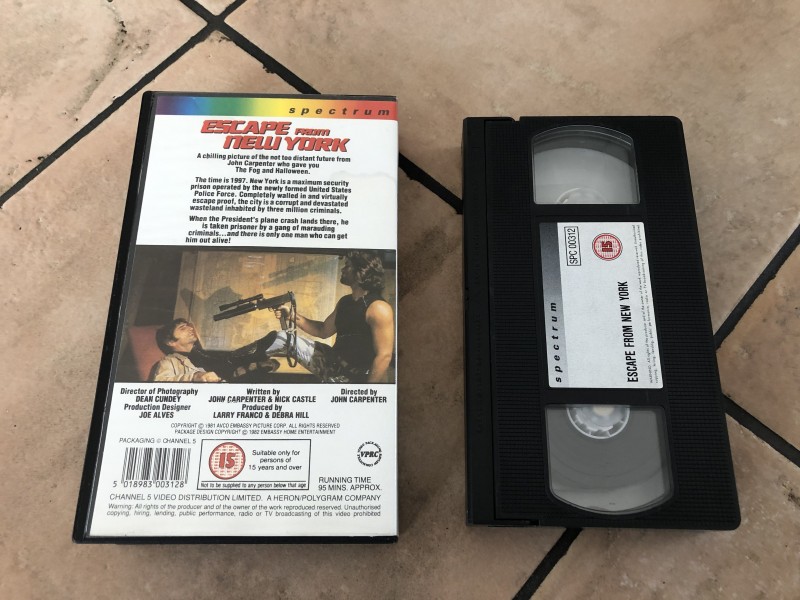 spectrum
ESCAPE FROM
NEW YORK
A chilling picture of the not too distant future from
John Carpenter who gave you
The Fog and Halloween.
The time is 1997. New York is a maximum security
prison operated by the newly formed United States
Police Force. Completely walled in and virtually
escape proof, the city is a corrupt and devastated
wasteland inhabited by three million criminals.
When the President's plane crash lands there, he
is taken prisoner by a gang of marauding
criminals...and there is only one man who can get
him out alive!
Director of Photography
DEAN CUNDEY
Production Designer
JOE ALVES
Written by
JOHN CARPENTER & NICK CASTLE
Produced by
LARRY FRANCO & DEBRA HILL
Directed by
JOHN CARPENTER
COPYRIGHT © 1981 AVCO EMBASSY PICTURE CORP. ALL RIGHTS RESERVED
PACKAGE DESIGN COPYRIGHT © 1982 EMBASSY HOME ENTERTAINMENT
PACKAGING © CHANNEL 5
5 018983 003128
15
Suitable only for
persons of
15 years and over
Not to be supplied to any person below that age
VPRC
RUNNING TIME
95 MINS. APPROX.
CHANNEL 5 VIDEO DISTRIBUTION LIMITED. A HERON/POLYGRAM COMPANY
Warning: All rights of the producer and of the owner of the work reproduced reserved. Unauthorised
copying, hiring, lending, public performance, radio or TV broadcasting of this video prohibited
spectrum
SPC 00312
15
ESCAPE FROM NEW YORK